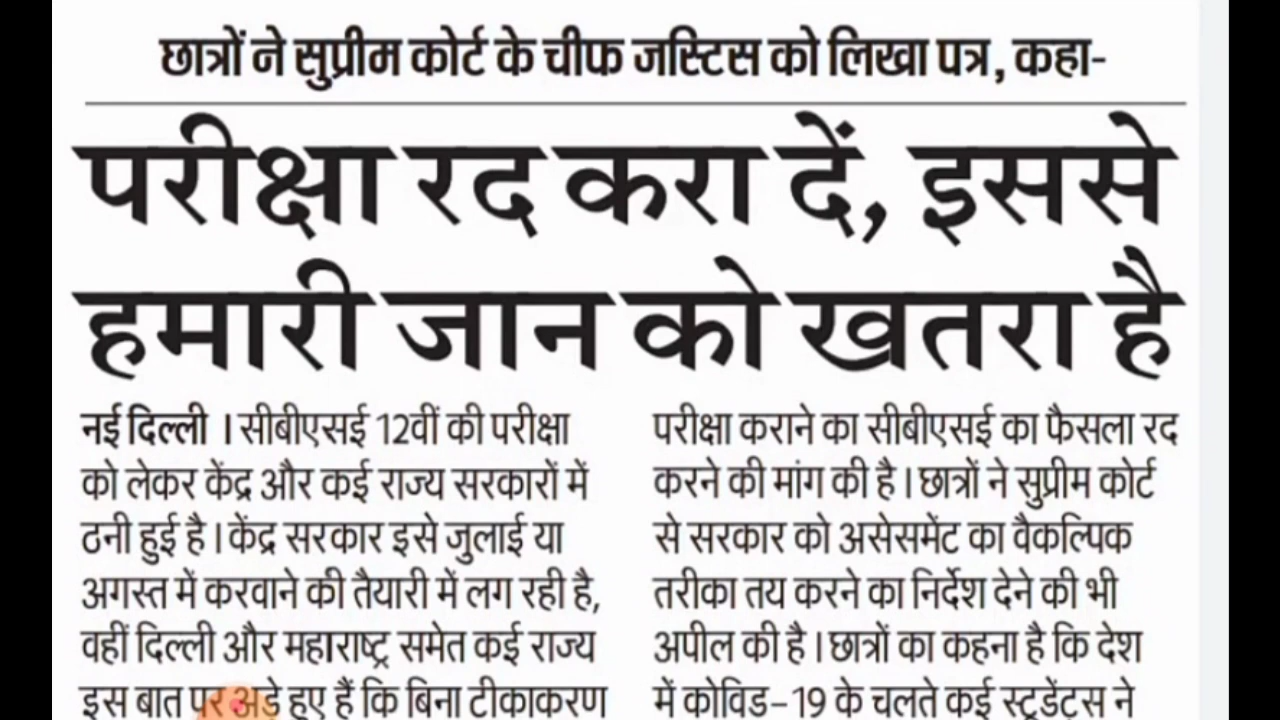 छात्रों ने सुप्रीम कोर्ट के चीफ जस्टिस को लिखा पत्र, कहा-
परीक्षा रद करा दें, इससे
हमारी जान को खतरा है
नई दिल्ली । सीबीएसई 12वीं की परीक्षा
को लेकर केंद्र और कई राज्य सरकारों में
ठनी हुई है । केंद्र सरकार इसे जुलाई या
अगस्त में करवाने की तैयारी में लग रही है,
वहीं दिल्ली और महाराष्ट्र समेत कई राज्य
इस बात पर अड़े हुए हैं कि बिना टीकाकरण
परीक्षा कराने का सीबीएसई का फैसला रद
करने की मांग की है । छात्रों ने सुप्रीम कोर्ट
से सरकार को असेसमेंट का वैकल्पिक
तरीका तय करने का निर्देश देने की भी
अपील की है । छात्रों का कहना है कि देश
में कोविड-19 के चलते कई स्टूडेंट्स ने